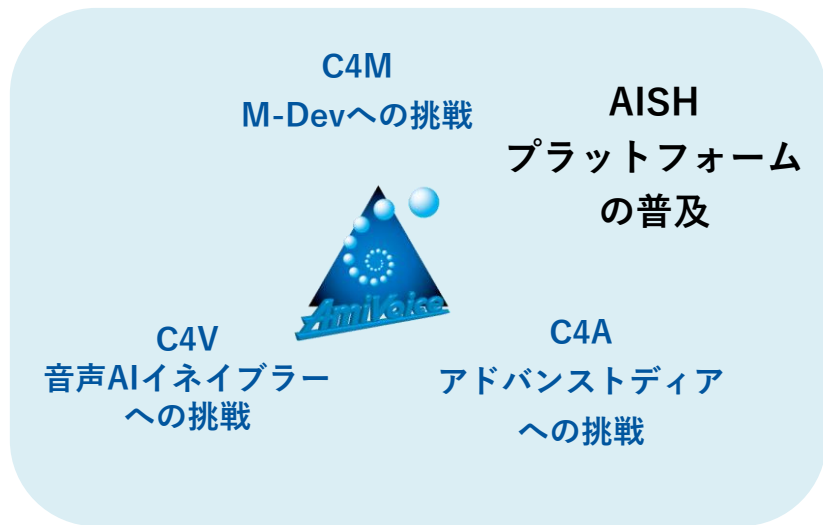 C4M
M-Devへの挑戦
AISH
プラットフォーム
の普及
AmiVoice
C4V
音声AIイネイブラー
への挑戦
C4A
アドバンストディア
への挑戦